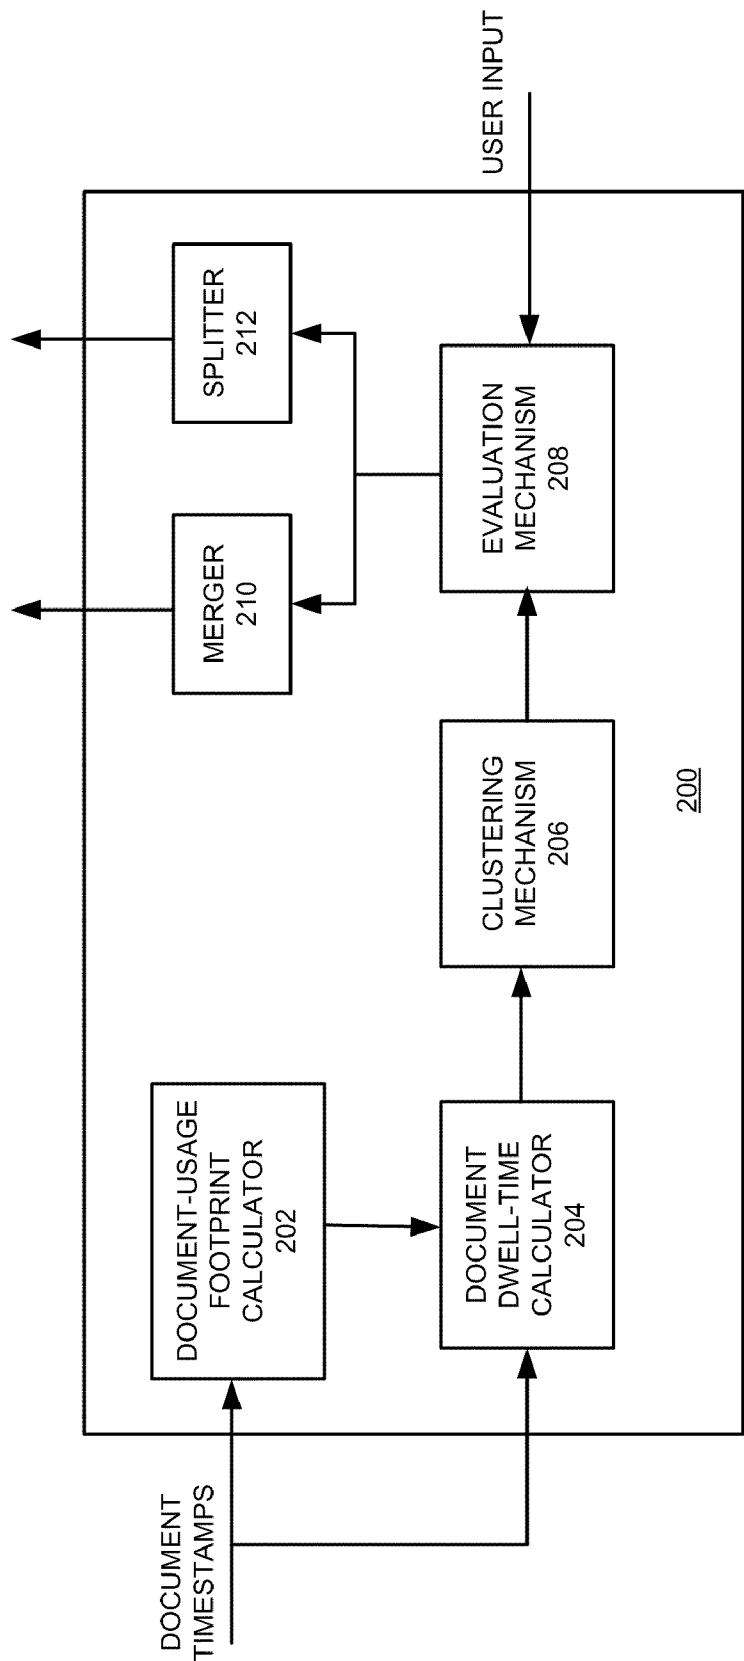 DOCUMENT
TIMESTAMPS
DOCUMENT-USAGE
FOOTPRINT
CALCULATOR
202
DOCUMENT
DWELL-TIME
CALCULATOR
204
CLUSTERING
MECHANISM
206
MERGER
210
SPLITTER
212
EVALUATION
MECHANISM
208
USER INPUT
200